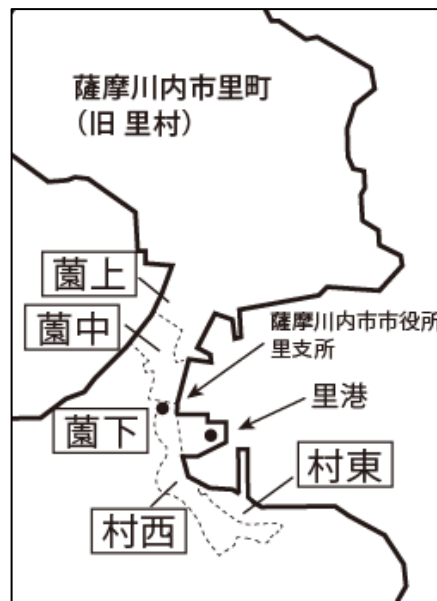 薩摩川内市里町
（旧 里村）
薗上
薗中
薩摩川内市市役所
里支所
里港
薗下
村東
村西